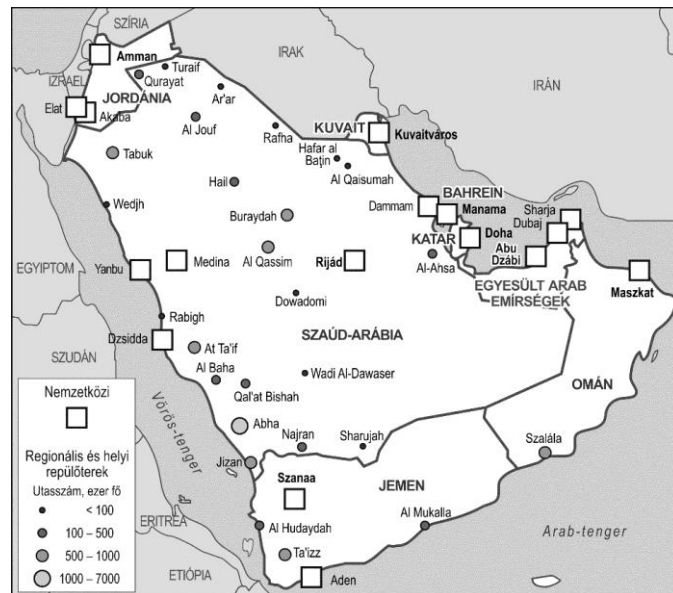 SZÍRIA
Amman
IRAK
IRÁN
Turaif
Qurayat
IZRAEL
JORDÁNIA
Ar'ar
Elat
Akaba
Al Jouf
Rafha
KUVAIT
Kuvaitváros
Hafar al
Baţin
Tabuk
Al Qaisumah
Hail
BAHREIN
Wedjh
Dammam
Manama
Sharja
Buraydah
Dubaj
Doha
Abu
Dzábi
KATAR
EGYIPTOM
Yanbu
Medina
Al Qassim
Rijád
Al-Ahsa
EGYESÜLT ARAB
EMÍRSÉGEK
Maszkat
Dowadomi
Rabigh
SZAÚD-ARÁBIA
Dzsidda
SZUDÁN
At Ta'if
Al Baha
Wadi Al-Dawaser
OMÁN
Qal'at Bishah
Nemzetközi
Vörös-tenger
Abha
Najran
Sharujah
Regionális és helyi
repülőterek
Jizan
Szalála
Utasszám, ezer fő
Szanaa
JEMEN
< 100
100 – 500
500 – 1000
1000 – 7000
ERITREA
Al Hudaydah
Al Mukalla
Arab-tenger
Ta'izz
ETIÓPIA
Aden